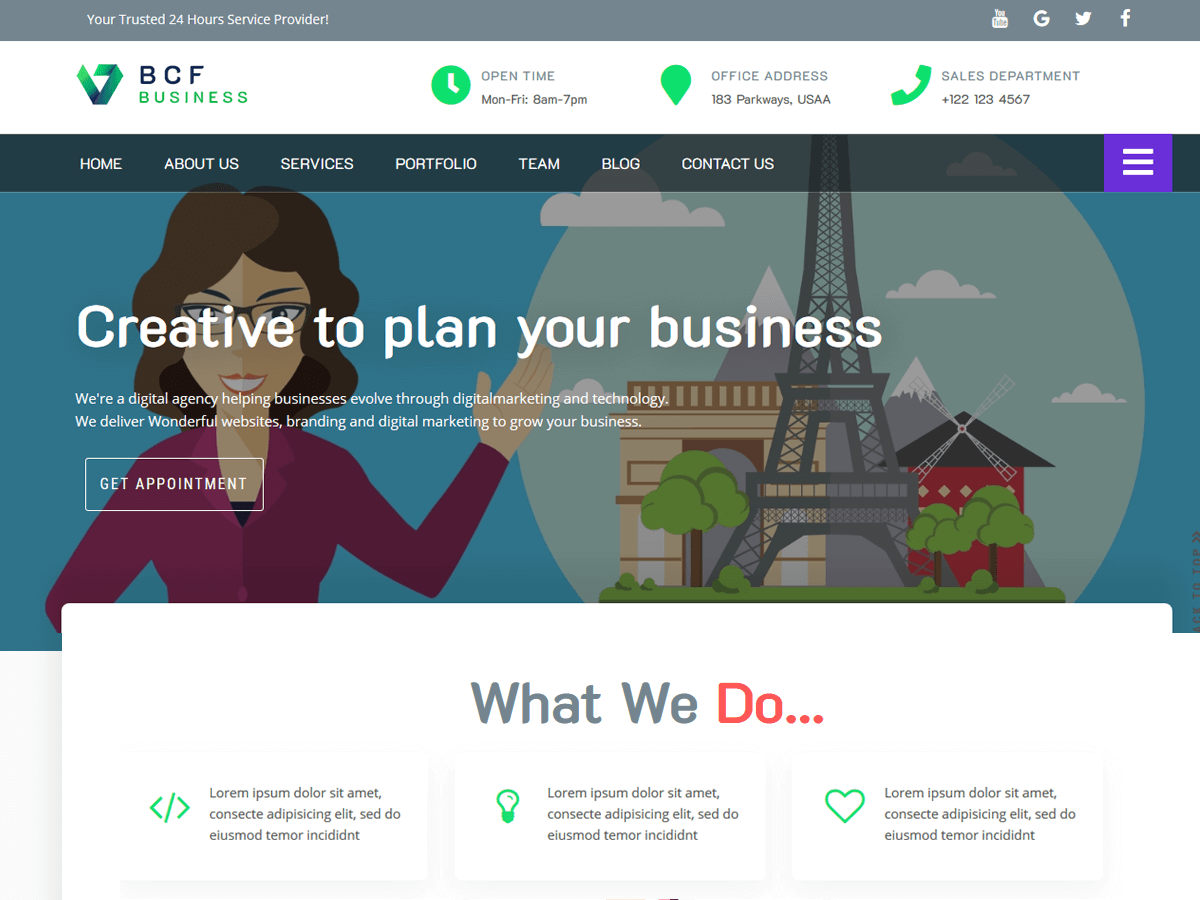 Your Trusted 24 Hours Service Provider!
You
Tube
BCF
BUSINESS
OPEN TIME
Mon-Fri: 8am-7pm
OFFICE ADDRESS
183 Parkways, USAA
SALES DEPARTMENT
+122 123 4567
HOME
ABOUT US
SERVICES
PORTFOLIO
TEAM
BLOG
CONTACT US
Creative to plan your business
We're a digital agency helping businesses evolve through digitalmarketing and technology.
We deliver Wonderful websites, branding and digital marketing to grow your business.
GET APPOINTMENT
TO TOP
What We Do...
Lorem ipsum dolor sit amet,
consecte adipisicing elit, sed do
eiusmod temor incididnt
Lorem ipsum dolor sit amet,
consecte adipisicing elit, sed do
eiusmod temor incididnt
Lorem ipsum dolor sit amet,
consecte adipisicing elit, sed do
eiusmod temor incididnt